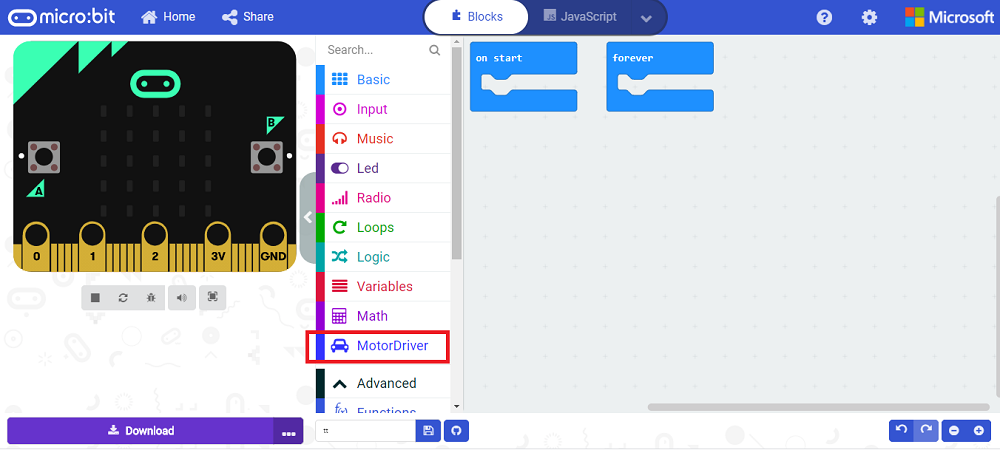 micro:bit
Home
Share
Blocks
JavaScript
?
Microsoft
Search...
Basic
Input
Music
Led
Radio
Loops
Logic
Variables
Math
MotorDriver
Advanced
f(x) Functions
on start
forever
A
B
0 1 2 3V GND
Download
...
tt